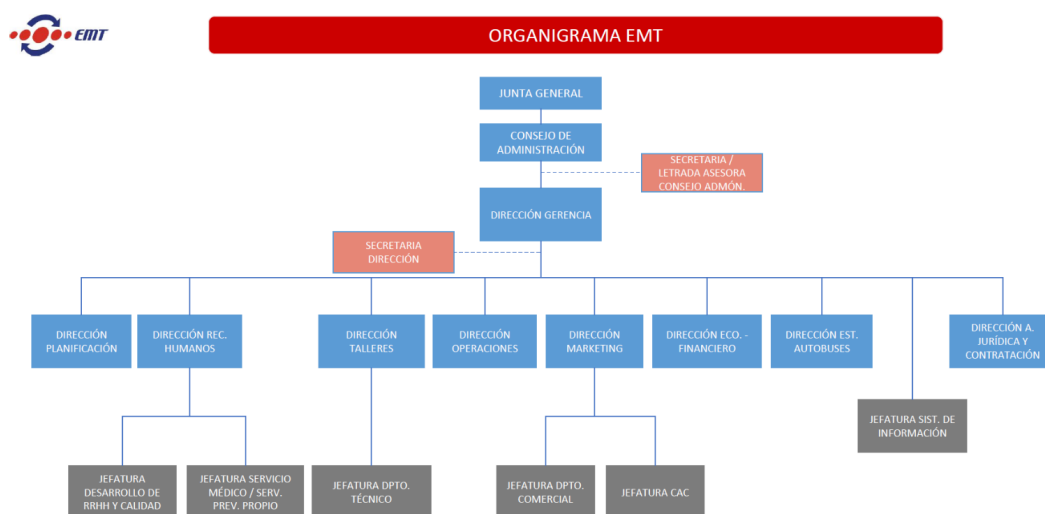 EMT
ORGANIGRAMA EMT
JUNTA GENERAL
CONSEJO DE
ADMINISTRACIÓN
SECRETARIA /
LETRADA ASESORA
CONSEJO ADMÓN.
DIRECCIÓN GERENCIA
SECRETARIA
DIRECCIÓN
DIRECCIÓN
PLANIFICACIÓN
DIRECCIÓN REC.
HUMANOS
DIRECCIÓN
TALLERES
DIRECCIÓN
OPERACIONES
DIRECCIÓN
MARKETING
DIRECCIÓN ECO. -
FINANCIERO
DIRECCIÓN EST.
AUTOBUSES
DIRECCIÓN A.
JURÍDICA Y
CONTRATACIÓN
JEFATURA SIST. DE
INFORMACIÓN
JEFATURA
DESARROLLO DE
RRHH Y CALIDAD
JEFATURA SERVICIO
MÉDICO / SERV.
PREV. PROPIO
JEFATURA DPTO.
TÉCNICO
JEFATURA DPTO.
COMERCIAL
JEFATURA CAC